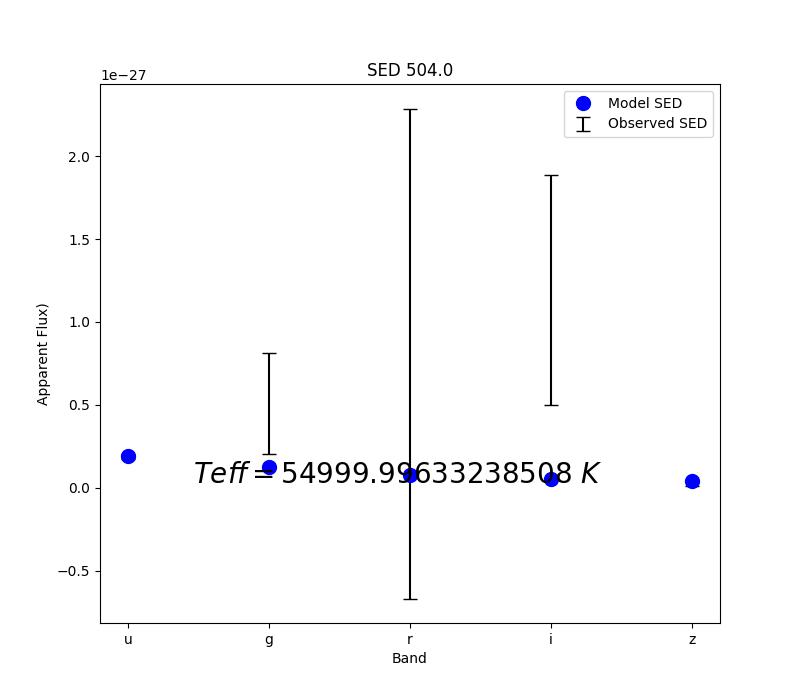 SED 504.0
1e−27
Model SED
Observed SED
2.0
1.5
1.0
0.5
0.0
−0.5
Apparent Flux)
Teff = 54999.99633238508 K
u g r i z
Band